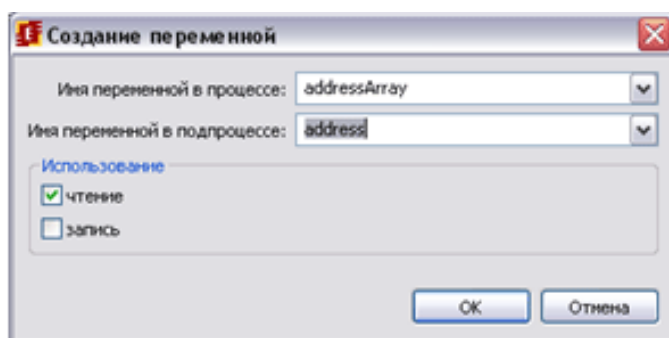 Создание переменной
Имя переменной в процессе: addressArray
Имя переменной в подпроцессе: address
Использование
чтение
запись
OK Отмена